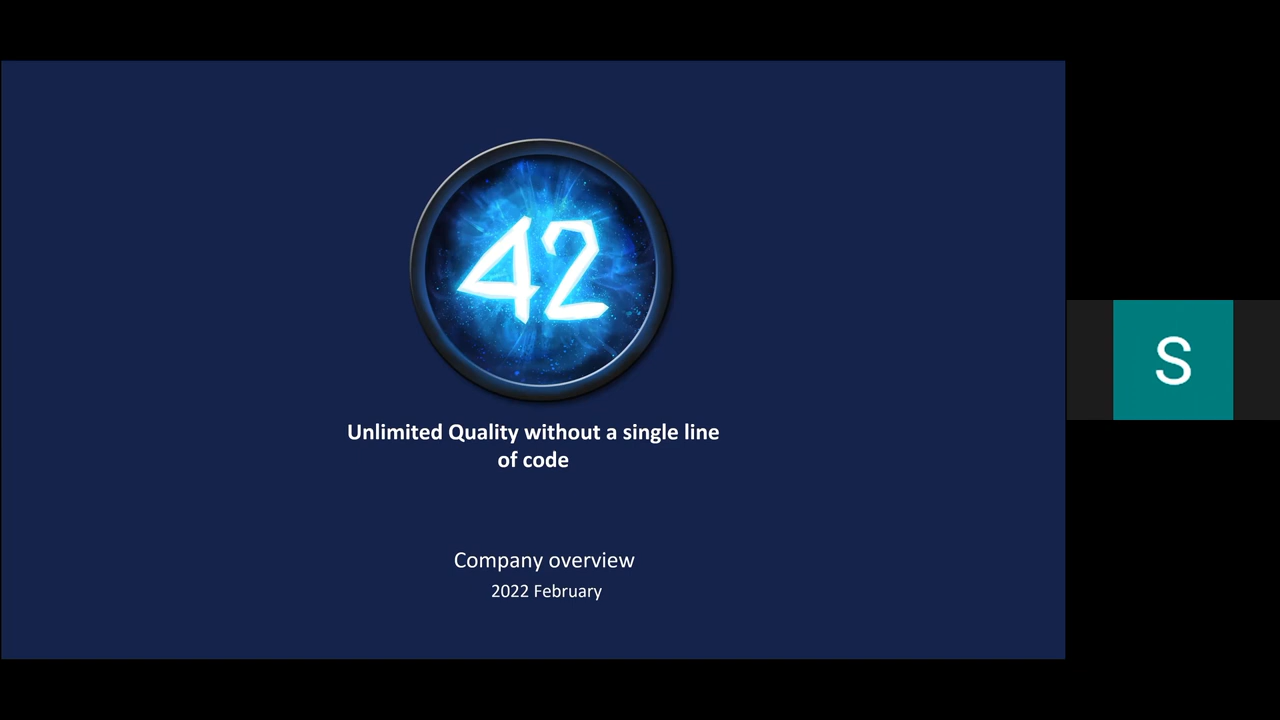 42
Unlimited Quality without a single line
of code
Company overview
2022 February
S